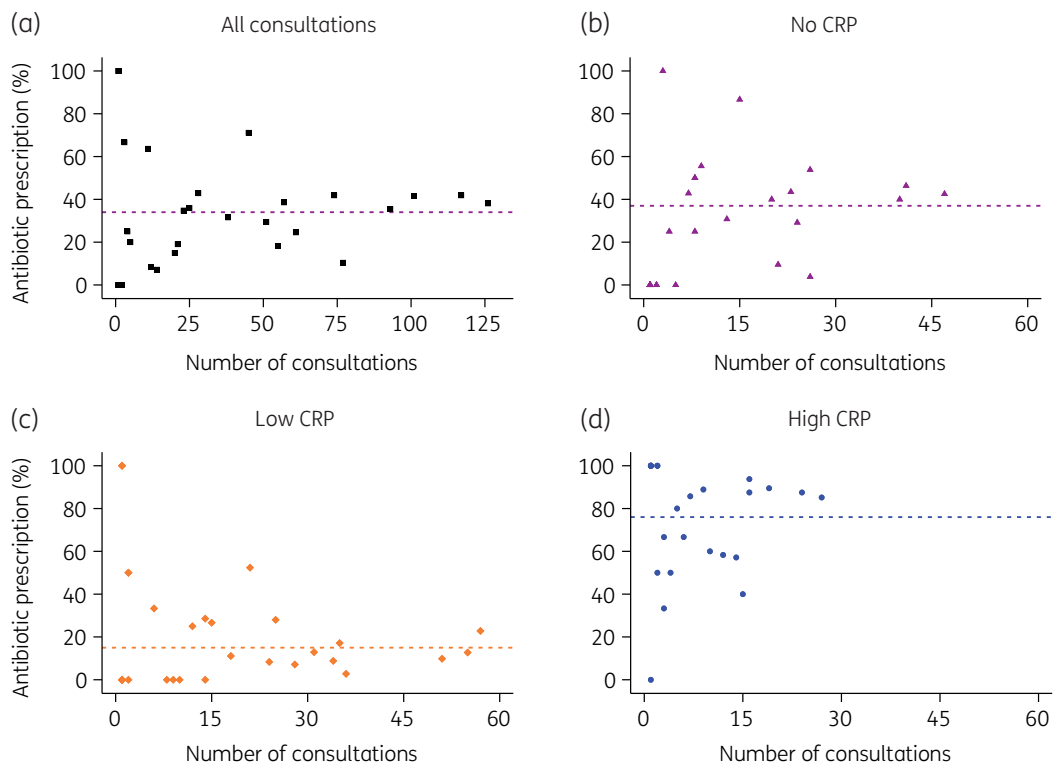 (a)
All consultations
Antibiotic prescription (%)
100
80
60
40
20
0
0 25 50 75 100 125
Number of consultations
(b)
No CRP
100
80
60
40
20
0
0 15 30 45 60
Number of consultations
(c)
Low CRP
Antibiotic prescription (%)
100
80
60
40
20
0
0 15 30 45 60
Number of consultations
(d)
High CRP
100
80
60
40
20
0
0 15 30 45 60
Number of consultations